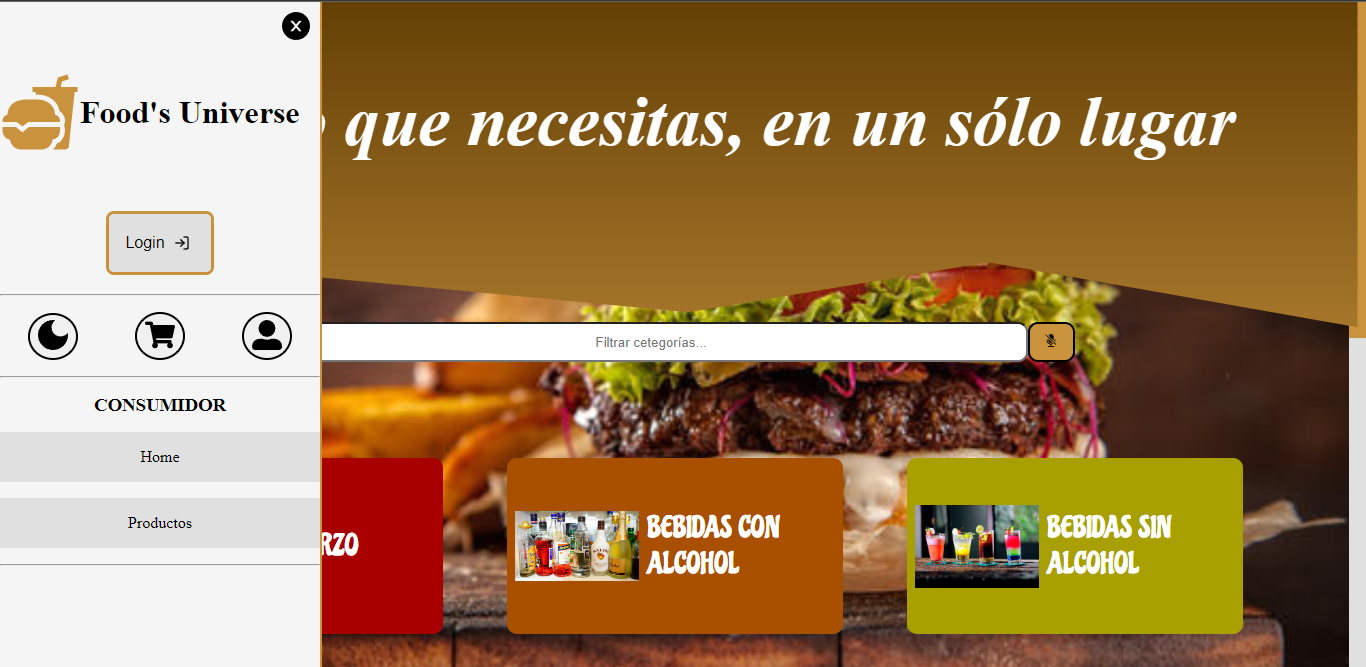 Food's Universe
que necesitas, en un sólo lugar
Login
Filtrar cetegorías...
CONSUMIDOR
Home
Productos
RZO
BEBIDAS CON
ALCOHOL
BEBIDAS SIN
ALCOHOL